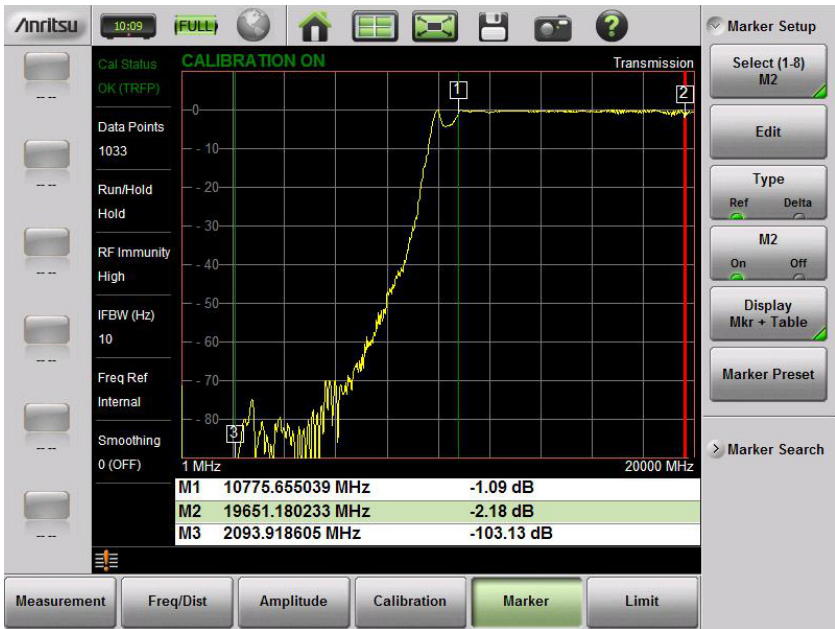 Anritsu
10:09
FULL
?
Marker Setup
Cal Status
OK (TRFP)
CALIBRATION ON
Transmission
Data Points
1033
Run/Hold
Hold
RF Immunity
High
IFBW (Hz)
10
Freq Ref
Internal
Smoothing
0 (OFF)
1
2
3
0
- 10
- 20
- 30
- 40
- 50
- 60
- 70
- 80
1 MHz
20000 MHz
M1 10775.655039 MHz -1.09 dB
M2 19651.180233 MHz -2.18 dB
M3 2093.918605 MHz -103.13 dB
-- --
-- --
-- --
-- --
-- --
-- --
Select (1-8)
M2
Edit
Type
Ref Delta
M2
On Off
Display
Mkr + Table
Marker Preset
Marker Search
Measurement
Freq/Dist
Amplitude
Calibration
Marker
Limit